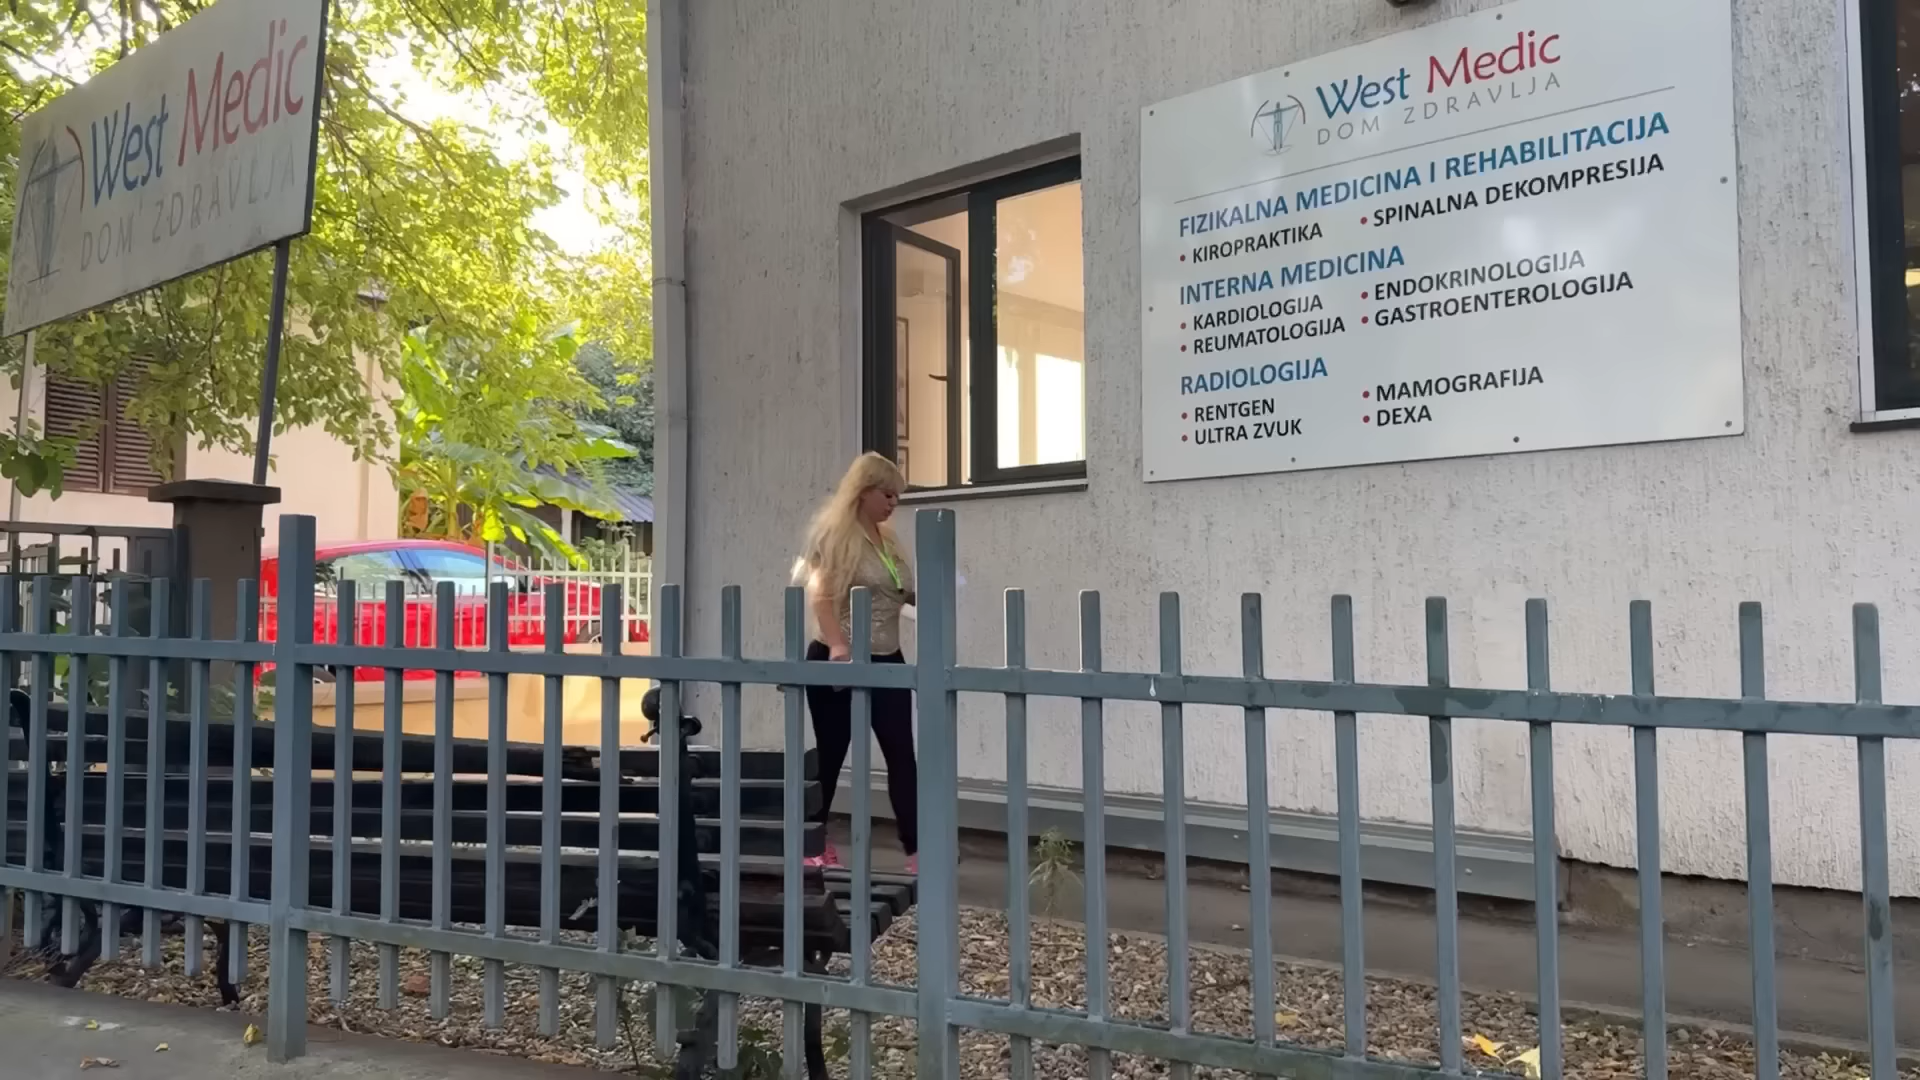 West Medic
DOM ZDRAVLJA
West Medic
DOM ZDRAVLJA
FIZIKALNA MEDICINA I REHABILITACIJA
• KIROPRAKTIKA • SPINALNA DEKOMPRESIJA
INTERNA MEDICINA
• KARDIOLOGIJA • ENDOKRINOLOGIJA
• REUMATOLOGIJA • GASTROENTEROLOGIJA
RADIOLOGIJA
• RENTGEN • MAMOGRAFIJA
• ULTRA ZVUK • DEXA